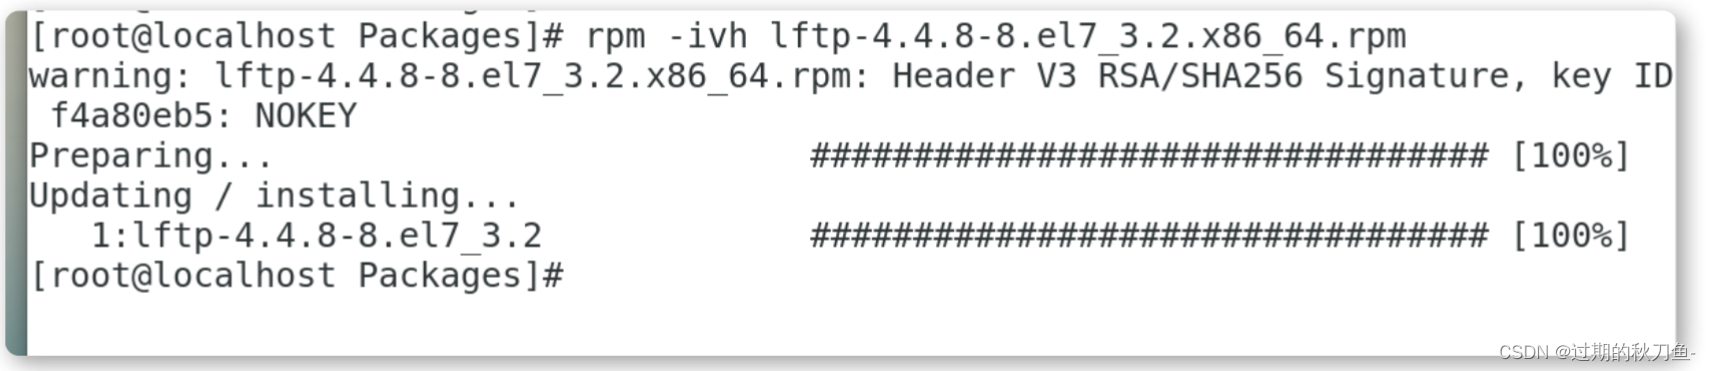 [root@localhost Packages]# rpm -ivh lftp-4.4.8-8.el7_3.2.x86_64.rpm
warning: lftp-4.4.8-8.el7_3.2.x86_64.rpm: Header V3 RSA/SHA256 Signature, key ID
 f4a80eb5: NOKEY
Preparing...                          ################################# [100%]
Updating / installing...
   1:lftp-4.4.8-8.el7_3.2             ################################# [100%]
[root@localhost Packages]#
CSDN @过期的秋刀鱼-